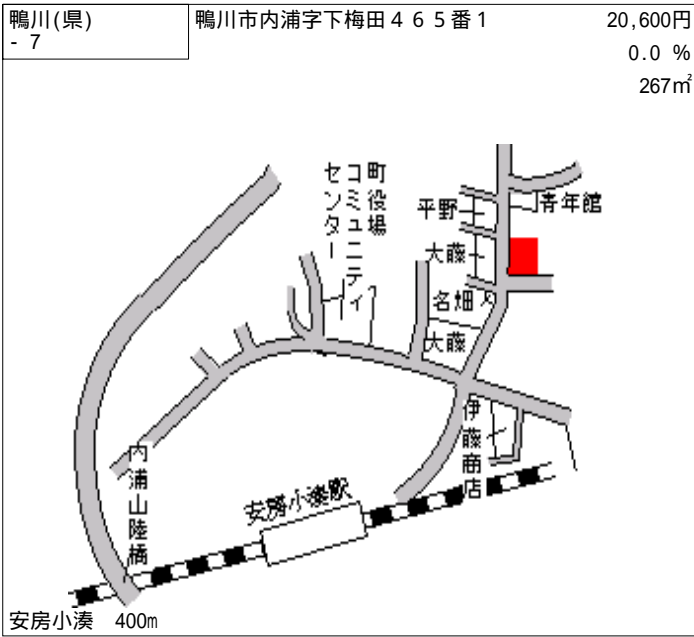 鴨川(県)
- 7
鴨川市内浦字下梅田４６５番１
20,600円
0.0 %
267㎡
町役場
コミュニティ
センター
平野
青年館
大藤
名畑
大藤
伊藤商店
内浦山陸橋
安房小湊駅
安房小湊 400m